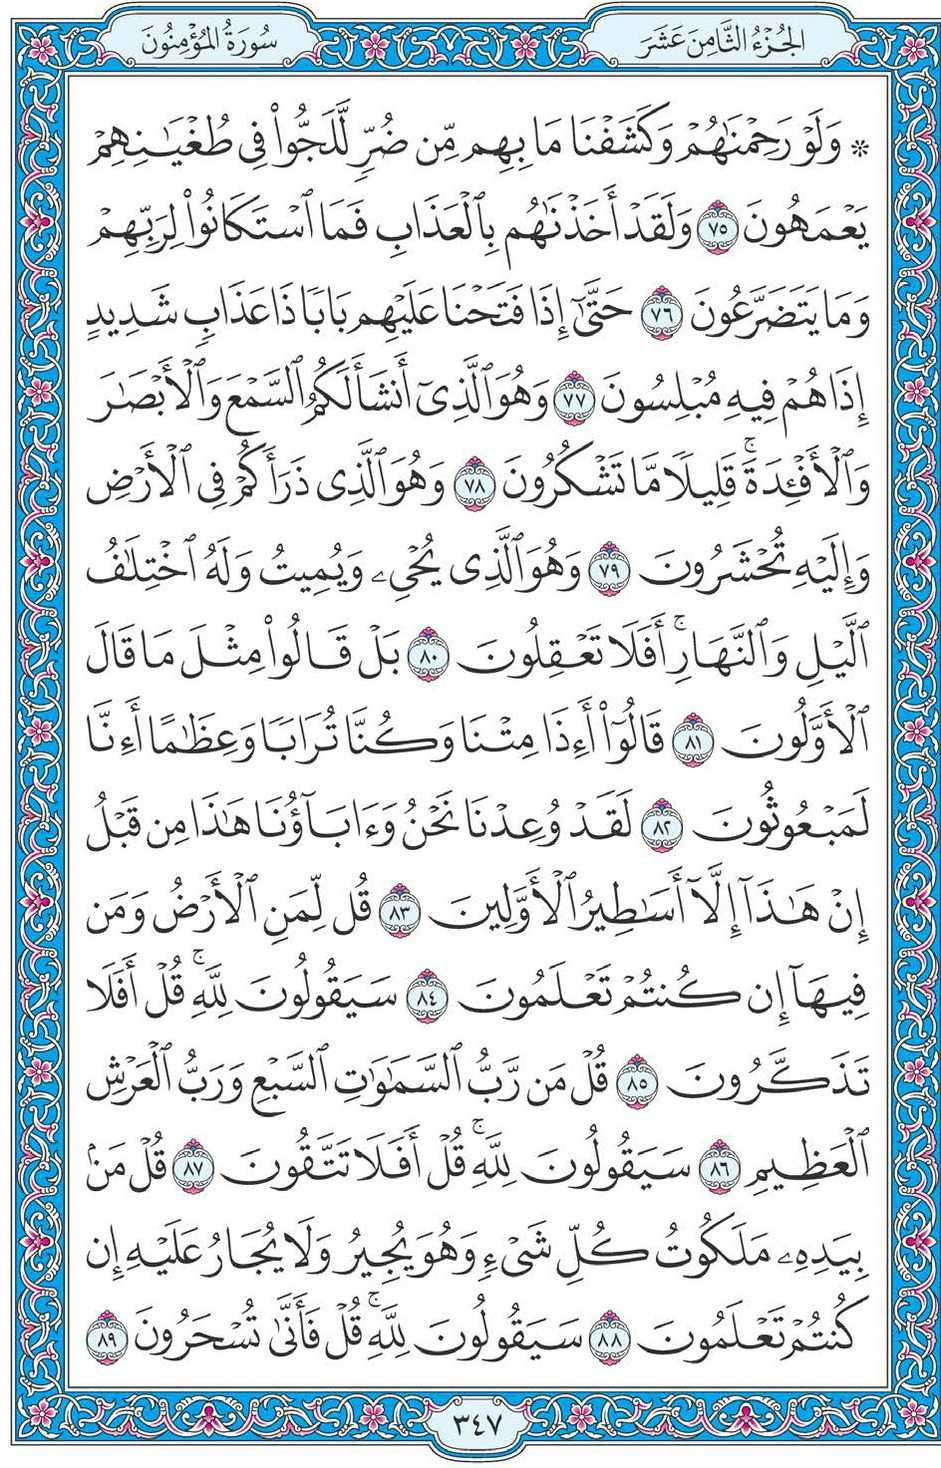 الجُزْءُ الثَّامِنَ عَشَرَ
سُورَةُ المُؤْمِنُونَ
۞ وَلَوْ رَحِمْنَٰهُمْ وَكَشَفْنَا مَا بِهِم مِّن ضُرٍّ لَّلَجُّوا۟ فِى طُغْيَـٰنِهِمْ
يَعْمَهُونَ ٧٥ وَلَقَدْ أَخَذْنَـٰهُم بِٱلْعَذَابِ فَمَا ٱسْتَكَانُوا۟ لِرَبِّهِمْ
وَمَا يَتَضَرَّعُونَ ٧٦ حَتَّىٰٓ إِذَا فَتَحْنَا عَلَيْهِم بَابًا ذَا عَذَابٍ شَدِيدٍ
إِذَا هُمْ فِيهِ مُبْلِسُونَ ٧٧ وَهُوَ ٱلَّذِىٓ أَنشَأَ لَكُمُ ٱلسَّمْعَ وَٱلْأَبْصَـٰرَ
وَٱلْأَفْـِٔدَةَ ۚ قَلِيلًا مَّا تَشْكُرُونَ ٧٨ وَهُوَ ٱلَّذِى ذَرَأَكُمْ فِى ٱلْأَرْضِ
وَإِلَيْهِ تُحْشَرُونَ ٧٩ وَهُوَ ٱلَّذِى يُحْىِۦ وَيُمِيتُ وَلَهُ ٱخْتِلَـٰفُ
ٱلَّيْلِ وَٱلنَّهَارِ ۚ أَفَلَا تَعْقِلُونَ ٨٠ بَلْ قَالُوا۟ مِثْلَ مَا قَالَ
ٱلْأَوَّلُونَ ٨١ قَالُوٓا۟ أَءِذَا مِتْنَا وَكُنَّا تُرَابًا وَعِظَـٰمًا أَءِنَّا
لَمَبْعُوثُونَ ٨٢ لَقَدْ وُعِدْنَا نَحْنُ وَءَابَآؤُنَا هَـٰذَا مِن قَبْلُ
إِنْ هَـٰذَآ إِلَّآ أَسَـٰطِيرُ ٱلْأَوَّلِينَ ٨٣ قُل لِّمَنِ ٱلْأَرْضُ وَمَن
فِيهَآ إِن كُنتُمْ تَعْلَمُونَ ٨٤ سَيَقُولُونَ لِلَّهِ ۚ قُلْ أَفَلَا
تَذَكَّرُونَ ٨٥ قُلْ مَن رَّبُّ ٱلسَّمَـٰوَٰتِ ٱلسَّبْعِ وَرَبُّ ٱلْعَرْشِ
ٱلْعَظِيمِ ٨٦ سَيَقُولُونَ لِلَّهِ ۚ قُلْ أَفَلَا تَتَّقُونَ ٨٧ قُلْ مَنۢ
بِيَدِهِۦ مَلَكُوتُ كُلِّ شَىْءٍ وَهُوَ يُجِيرُ وَلَا يُجَارُ عَلَيْهِ إِن
كُنتُمْ تَعْلَمُونَ ٨٨ سَيَقُولُونَ لِلَّهِ ۚ قُلْ فَأَنَّىٰ تُسْحَرُونَ ٨٩
٣٤٧